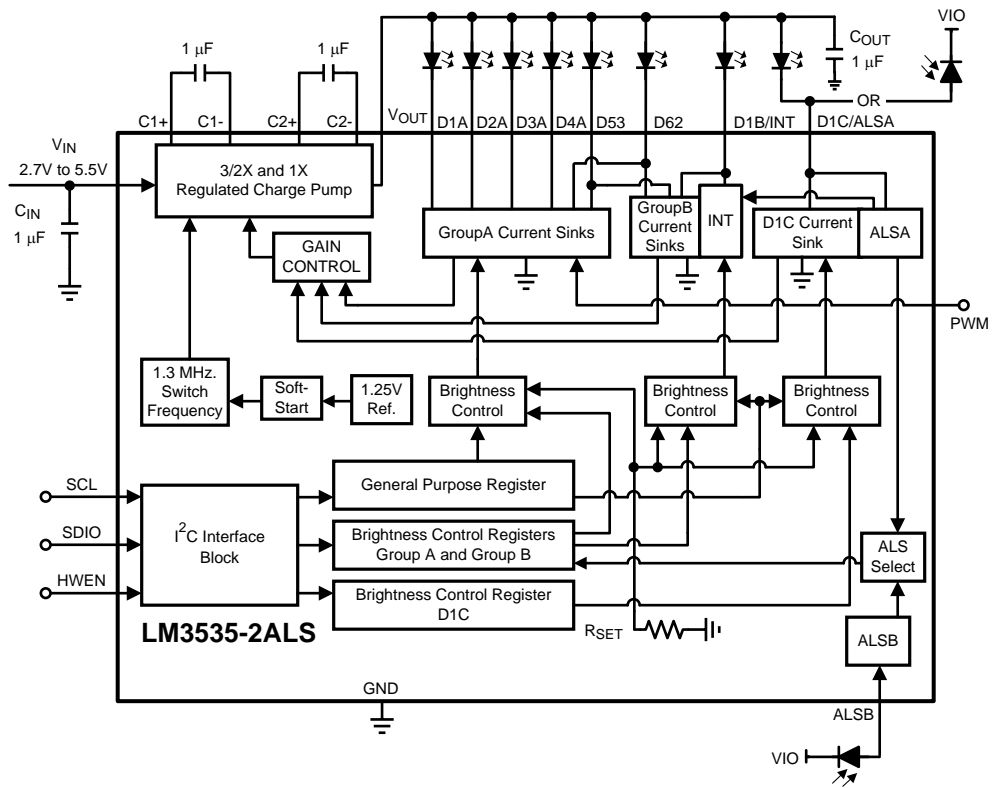 VIO
1 µF
1 µF
COUT
1 µF
OR
C1+
C1-
C2+
C2-
VOUT
D1A
D2A
D3A
D4A
D53
D62
D1B/INT
D1C/ALSA
VIN
2.7V to 5.5V
CIN
1 µF
3/2X and 1X
Regulated Charge Pump
GroupA Current Sinks
GroupB
Current
Sinks
INT
D1C Current
Sink
ALSA
GAIN
CONTROL
PWM
1.3 MHz.
Switch
Frequency
Soft-
Start
1.25V
Ref.
Brightness
Control
Brightness
Control
Brightness
Control
SCL
SDIO
HWEN
I2C Interface
Block
General Purpose Register
Brightness Control Registers
Group A and Group B
Brightness Control Register
D1C
ALS
Select
LM3535-2ALS
RSET
ALSB
GND
ALSB
VIO